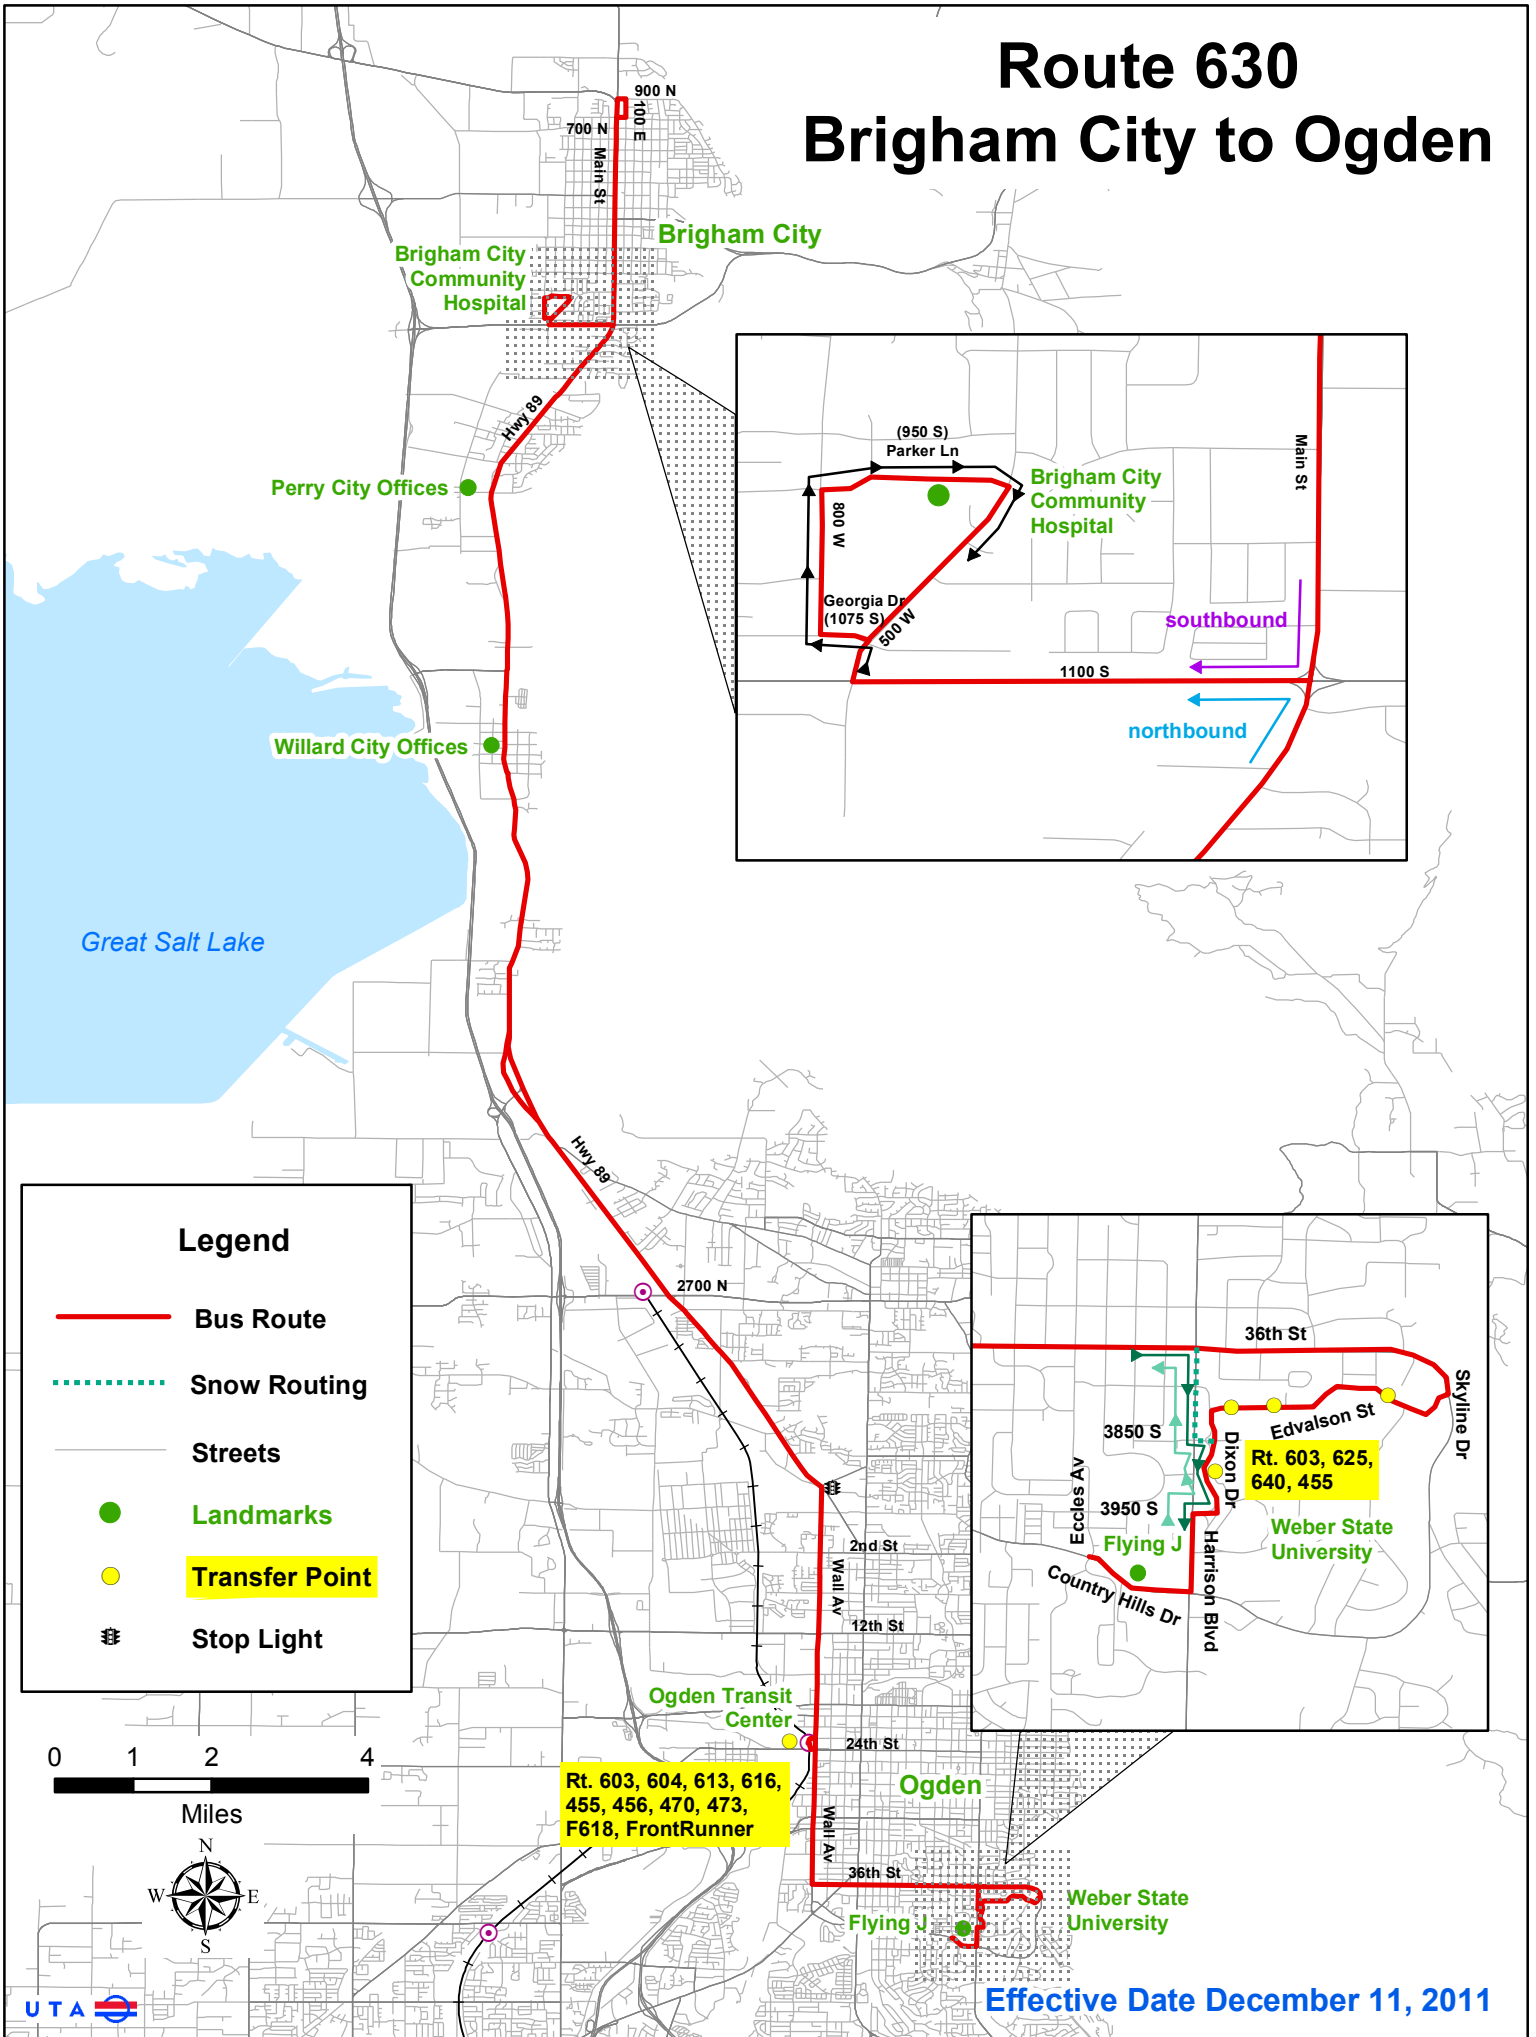 Route 630
Brigham City to Ogden
900 N
100 E
700 N
Main St
Brigham City
Brigham City
Community
Hospital
Hwy 89
Perry City Offices
(950 S)
Parker Ln
Brigham City
Community
Hospital
Main St
800 W
Georgia Dr
(1075 S)
500 W
southbound
1100 S
northbound
Willard City Offices
Great Salt Lake
Hwy 89
Legend
Bus Route
Snow Routing
Streets
Landmarks
Transfer Point
Stop Light
2700 N
36th St
Skyline Dr
Edvalson St
3850 S
Dixon Dr
Rt. 603, 625,
640, 455
Eccles Av
3950 S
Weber State
University
Flying J
Harrison Blvd
Country Hills Dr
2nd St
Wall Av
12th St
Ogden Transit
Center
24th St
Rt. 603, 604, 613, 616,
455, 456, 470, 473,
F618, FrontRunner
Ogden
Wall Av
36th St
Weber State
University
Flying J
0 1 2 4
Miles
N
W E
S
UTA
Effective Date December 11, 2011